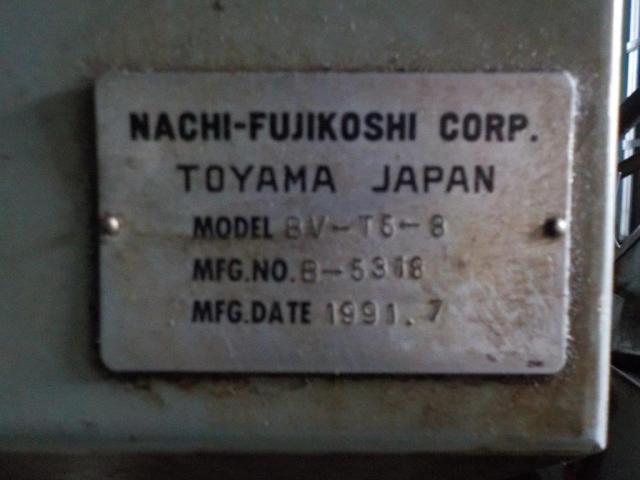 NACHI-FUJIKOSHI CORP.
TOYAMA JAPAN
MODEL BV-T5-8
MFG.NO. B-5318
MFG.DATE 1991.7